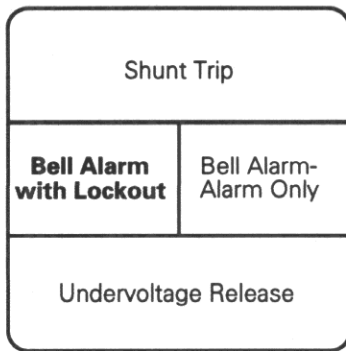 Shunt Trip
Bell Alarm
with Lockout
Bell Alarm-
Alarm Only
Undervoltage Release